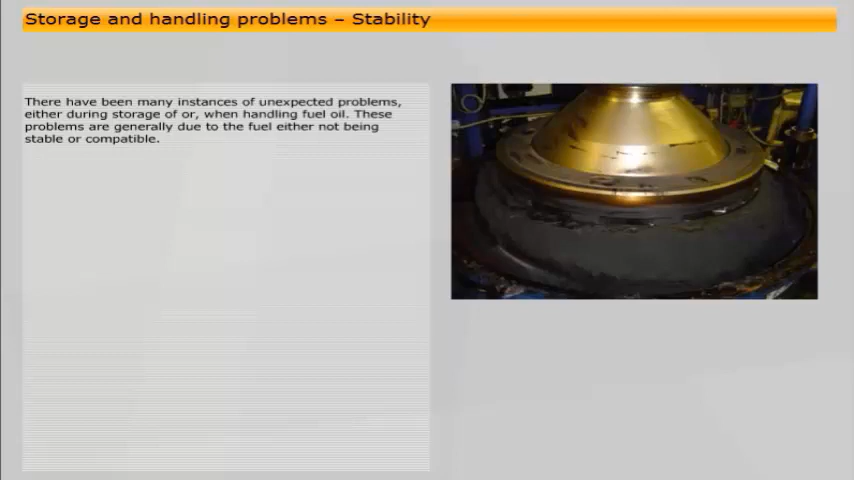 Storage and handling problems – Stability
There have been many instances of unexpected problems,
either during storage of or, when handling fuel oil. These
problems are generally due to the fuel either not being
stable or compatible.